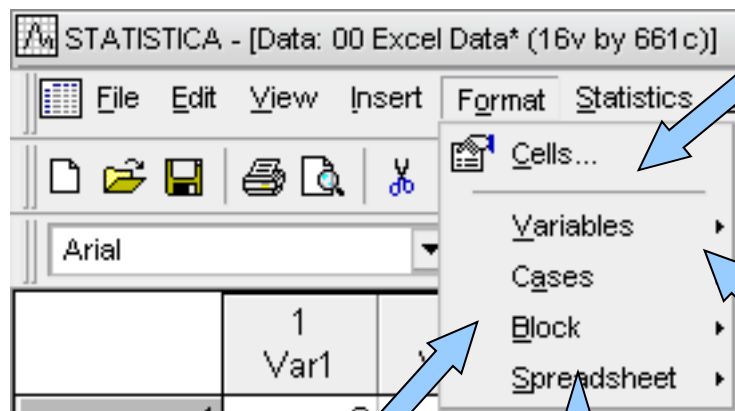 STATISTICA - [Data: 00 Excel Data* (16v by 661c)]
File Edit View Insert Format Statistics
Cells...
Arial
Variables
Cases
1
Block
Var1
Spreadsheet
1